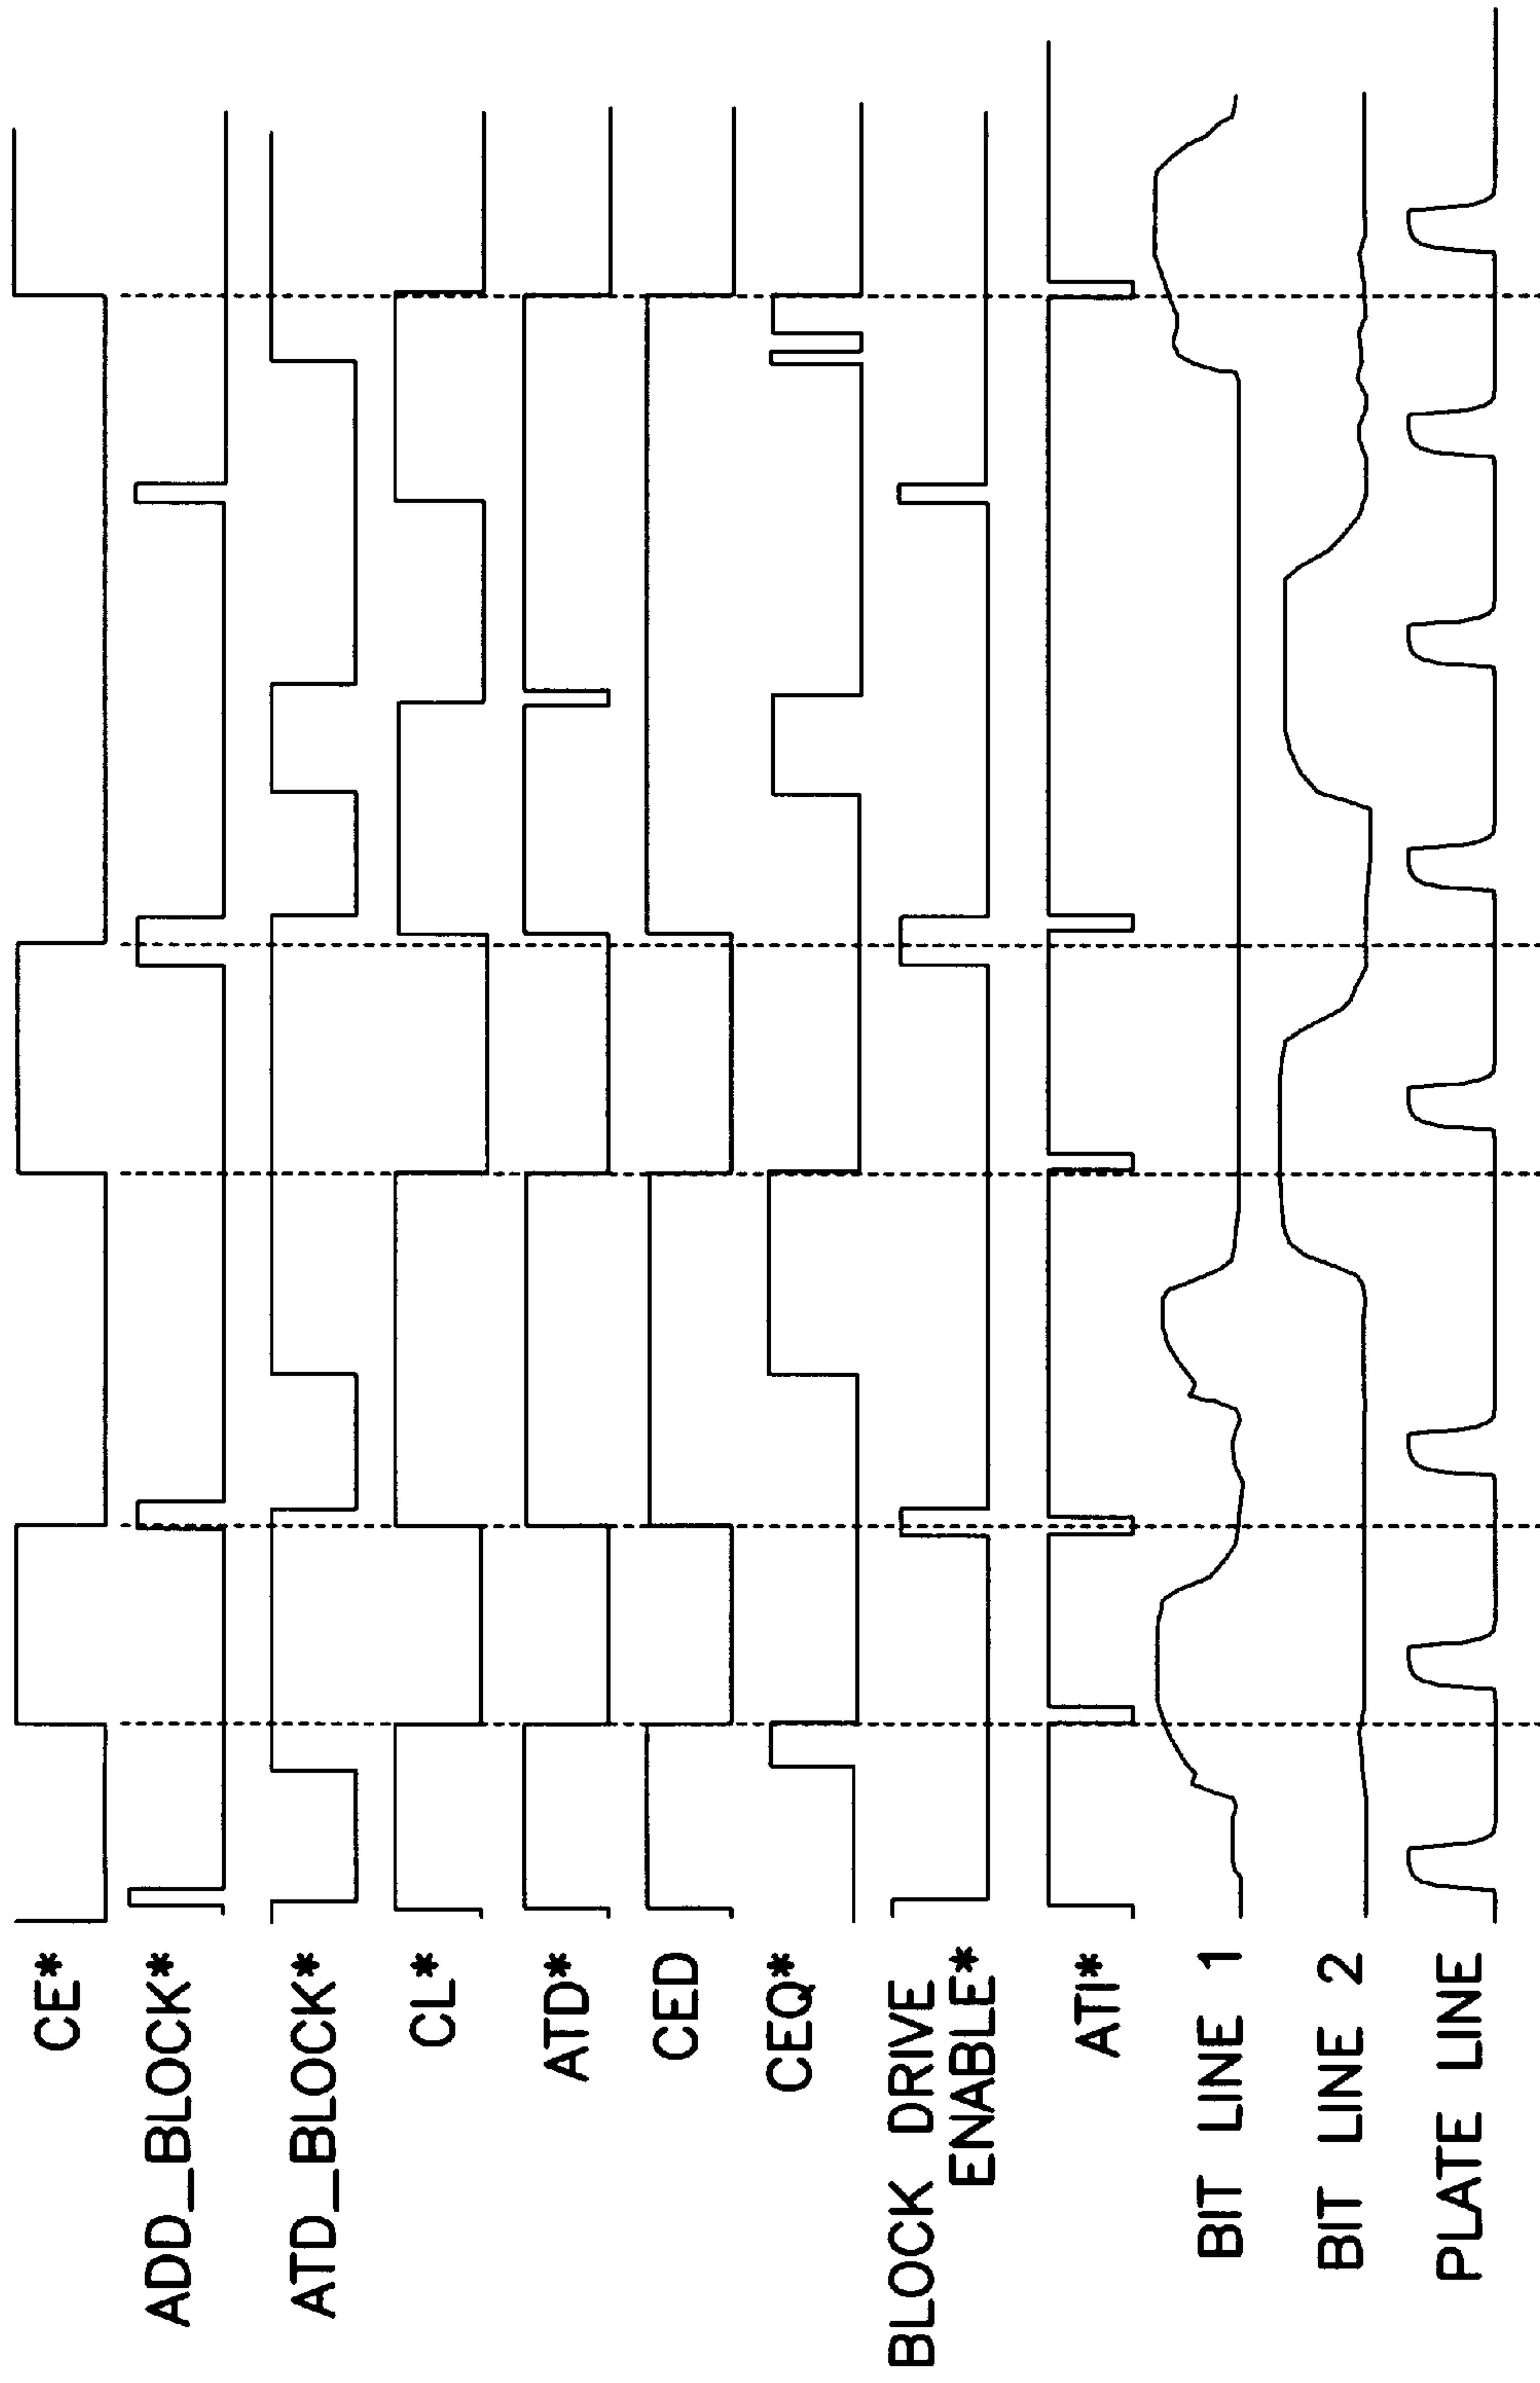 CE*
ADD_BLOCK*
ATD_BLOCK*
CL*
ATD*
CED
CEQ*
BLOCK DRIVE
ENABLE*
ATI*
BIT LINE 1
BIT LINE 2
PLATE LINE